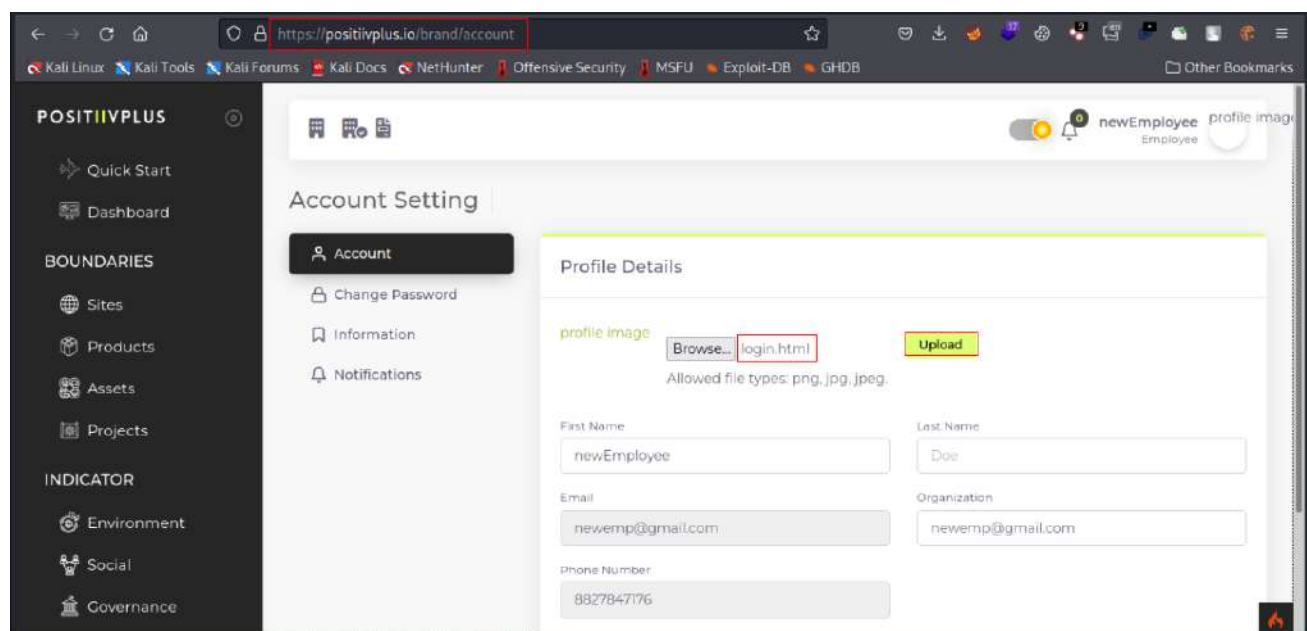 https://positiivplus.io/brand/account
Kali Linux Kali Tools Kali Forums Kali Docs NetHunter Offensive Security MSFU Exploit-DB GHDB Other Bookmarks
POSITIIVPLUS
newEmployee
Employee
profile image
Quick Start
Dashboard
BOUNDARIES
Sites
Products
Assets
Projects
INDICATOR
Environment
Social
Governance
Account Setting
Account
Change Password
Information
Notifications
Profile Details
profile image
Browse... login.html Upload
Allowed file types: png, jpg, jpeg.
First Name Last Name
newEmployee Doe
Email Organization
newemp@gmail.com newemp@gmail.com
Phone Number
8827847176